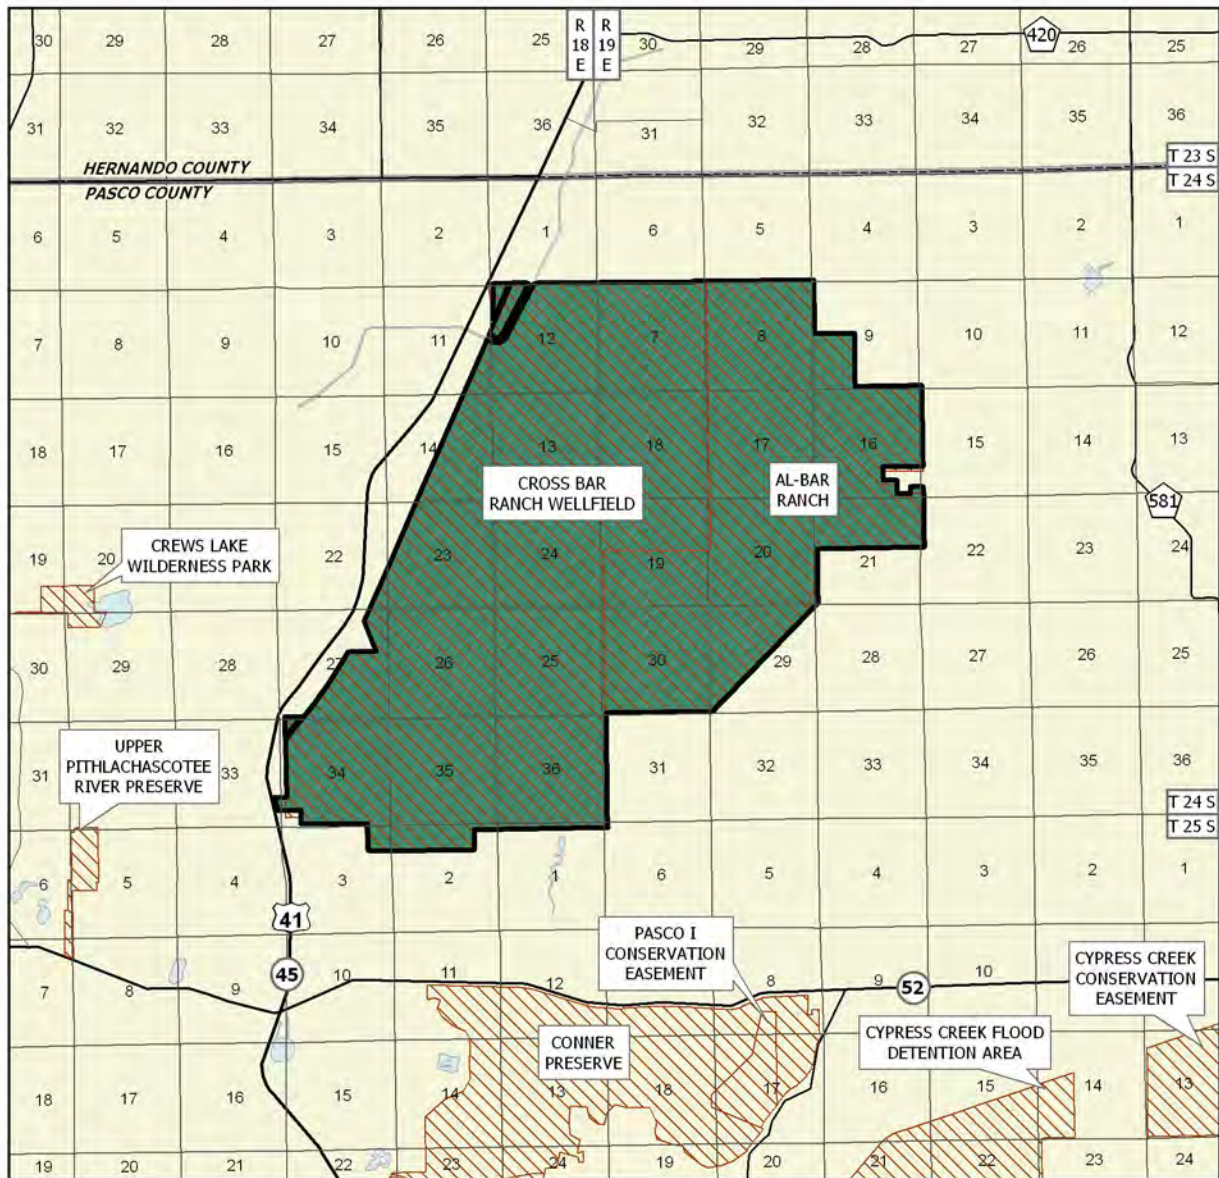 30 29 28 27 26 25 R 18 E R 19 E 30 29 28 27 420 26 25
31 32 33 34 35 36 31 32 33 34 35 36
HERNANDO COUNTY
PASCO COUNTY
T 23 S
T 24 S
6 5 4 3 2 1 6 5 4 3 2 1
7 8 9 10 11 12 7 8 9 10 11 12
18 17 16 15 14 13 18 17 16 15 14 13
CROSS BAR
RANCH WELLFIELD
AL-BAR
RANCH
581
19 20 22 23 24 19 20 21 22 23 24
CREWS LAKE
WILDERNESS PARK
30 29 28 27 26 25 30 29 28 27 26 25
31 33 34 35 36 31 32 33 34 35 36
UPPER
PITHLACHASCOTEE
RIVER PRESERVE
T 24 S
T 25 S
6 5 4 3 2 1 6 5 4 3 2 1
41
PASCO I
CONSERVATION
EASEMENT
7 8 9 45 10 11 12 8 9 52 10
CYPRESS CREEK
CONSERVATION
EASEMENT
CONNER
PRESERVE
CYPRESS CREEK FLOOD
DETENTION AREA
18 17 16 15 14 13 18 17 16 15 14 13
19 20 21 22 23 24 19 20 21 22 23 24